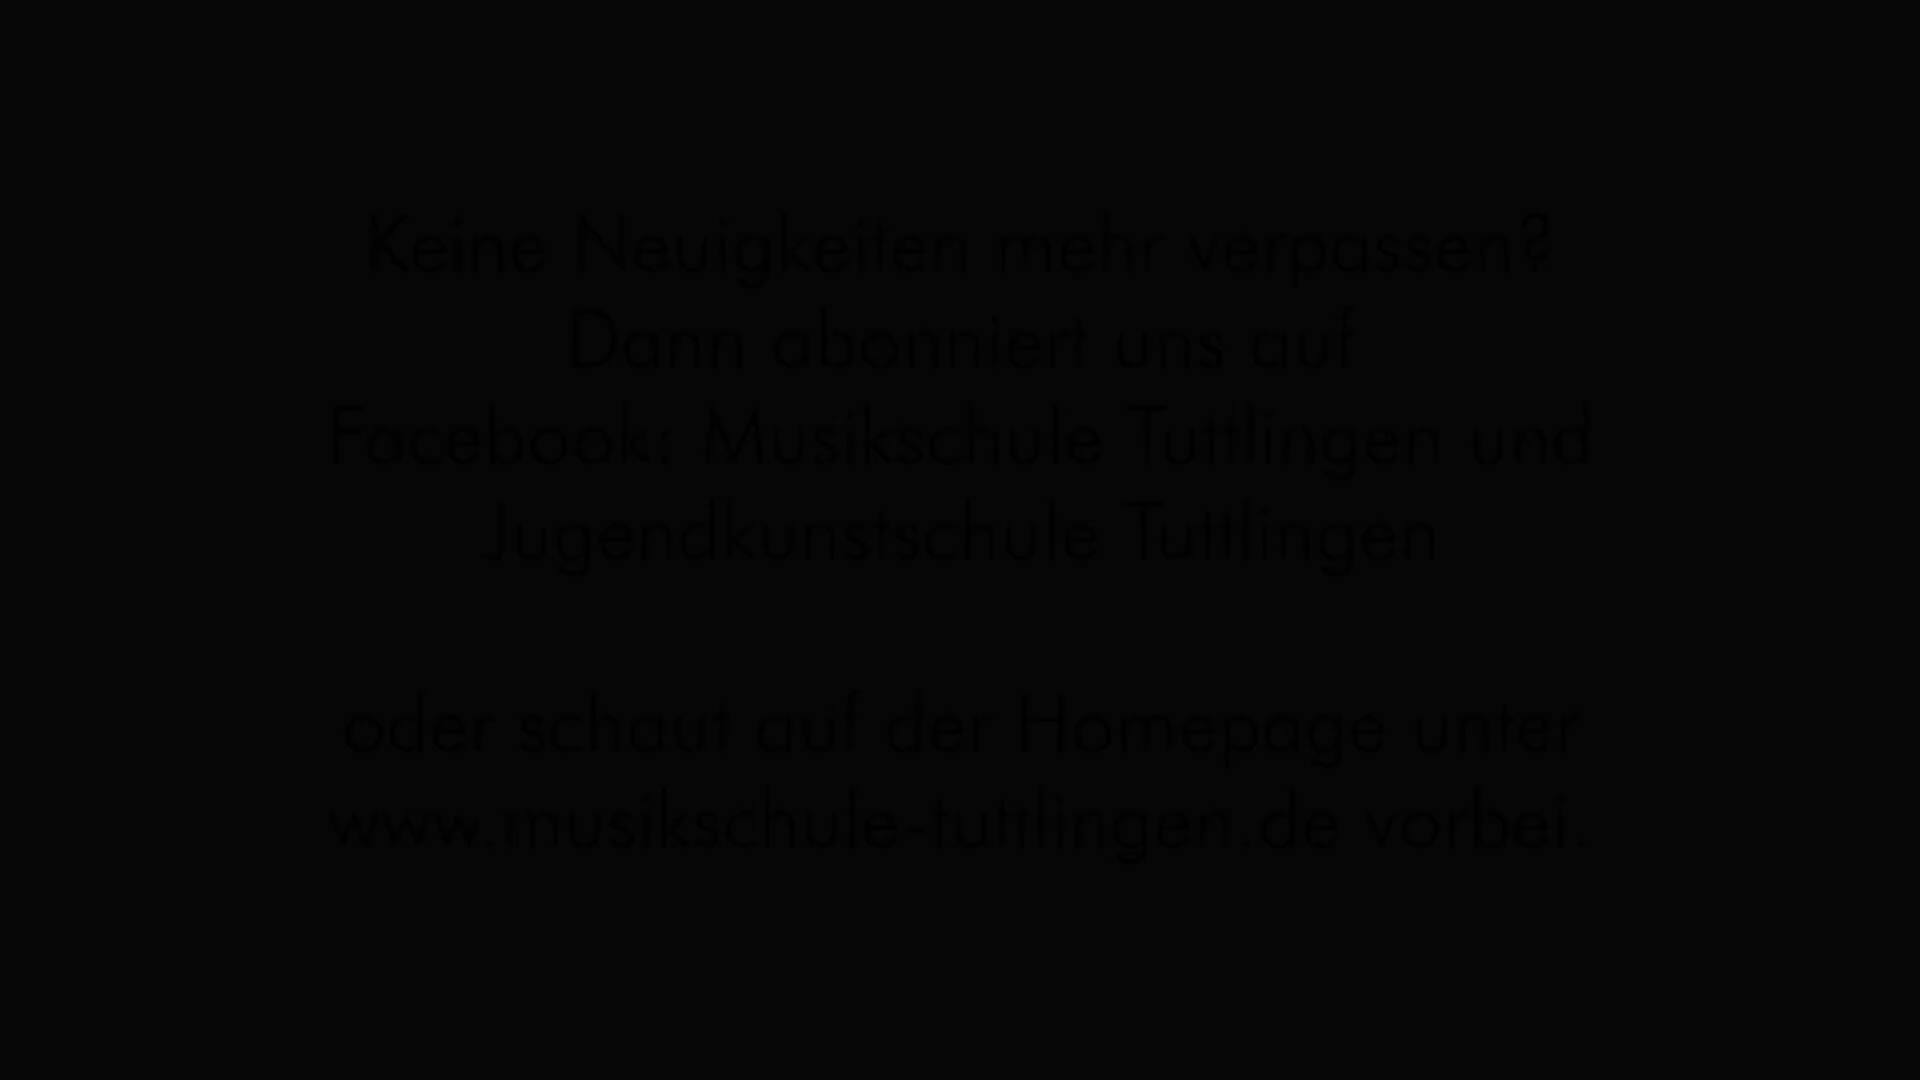 Keine Neuigkeiten mehr verpassen?
Dann abonniert uns auf
Facebook: Musikschule Tuttlingen und
Jugendkunstschule Tuttlingen
oder schaut auf der Homepage unter
www.musikschule-tuttlingen.de vorbei.